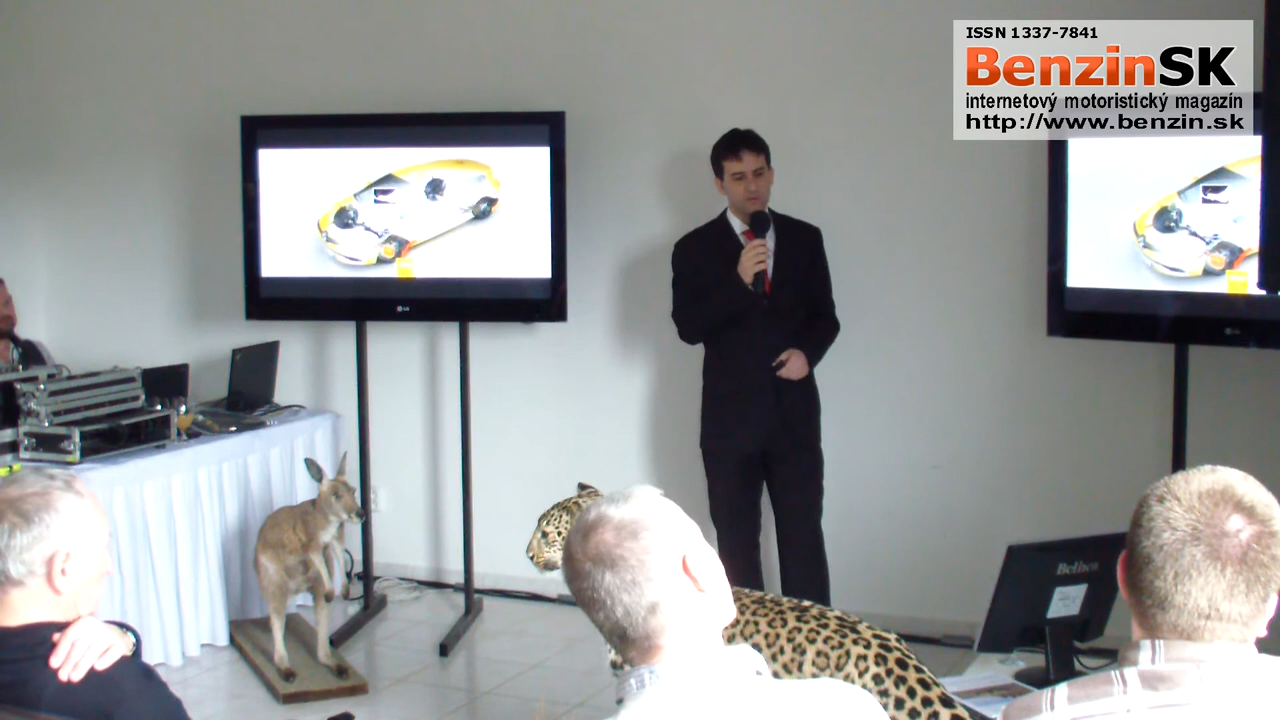 ISSN 1337-7841
BenzinSK
internetový motoristický magazín
http://www.benzin.sk
LG
Belinea